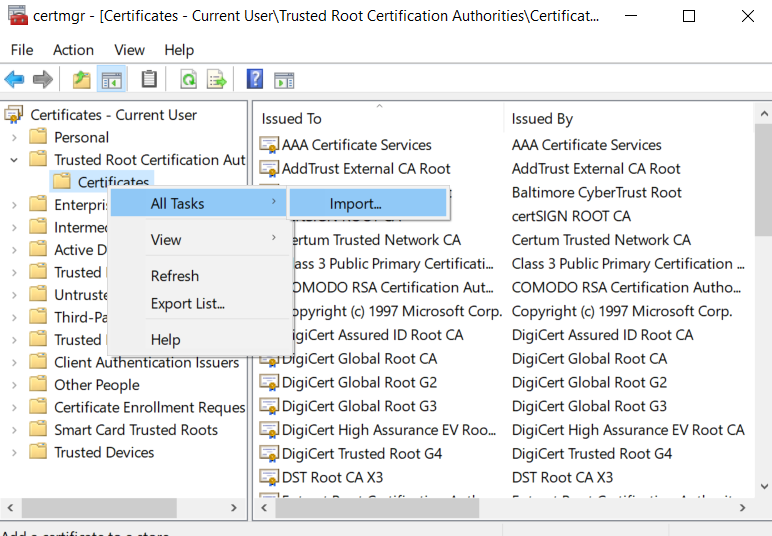 certmgr - [Certificates - Current User\Trusted Root Certification Authorities\Certificat...
File Action View Help
Certificates - Current User
Personal
Trusted Root Certification Aut
Certificates
Enterpris
Intermed
Active D
Trusted
Untruste
Third-Pa
Trusted
Client Authentication Issuers
Other People
Certificate Enrollment Reques
Smart Card Trusted Roots
Trusted Devices
All Tasks
View
Refresh
Export List...
Help
Import...
Issued To Issued By
AAA Certificate Services AAA Certificate Services
AddTrust External CA Root AddTrust External CA Root
Baltimore CyberTrust Root
ROOT CA certSIGN ROOT CA
Certum Trusted Network CA Certum Trusted Network CA
Class 3 Public Primary Certificati... Class 3 Public Primary Certification ...
COMODO RSA Certification Aut... COMODO RSA Certification Autho...
Copyright (c) 1997 Microsoft Corp. Copyright (c) 1997 Microsoft Corp.
DigiCert Assured ID Root CA DigiCert Assured ID Root CA
DigiCert Global Root CA DigiCert Global Root CA
DigiCert Global Root G2 DigiCert Global Root G2
DigiCert Global Root G3 DigiCert Global Root G3
DigiCert High Assurance EV Roo... DigiCert High Assurance EV Root CA
DigiCert Trusted Root G4 DigiCert Trusted Root G4
DST Root CA X3 DST Root CA X3
Add a certificate to a store